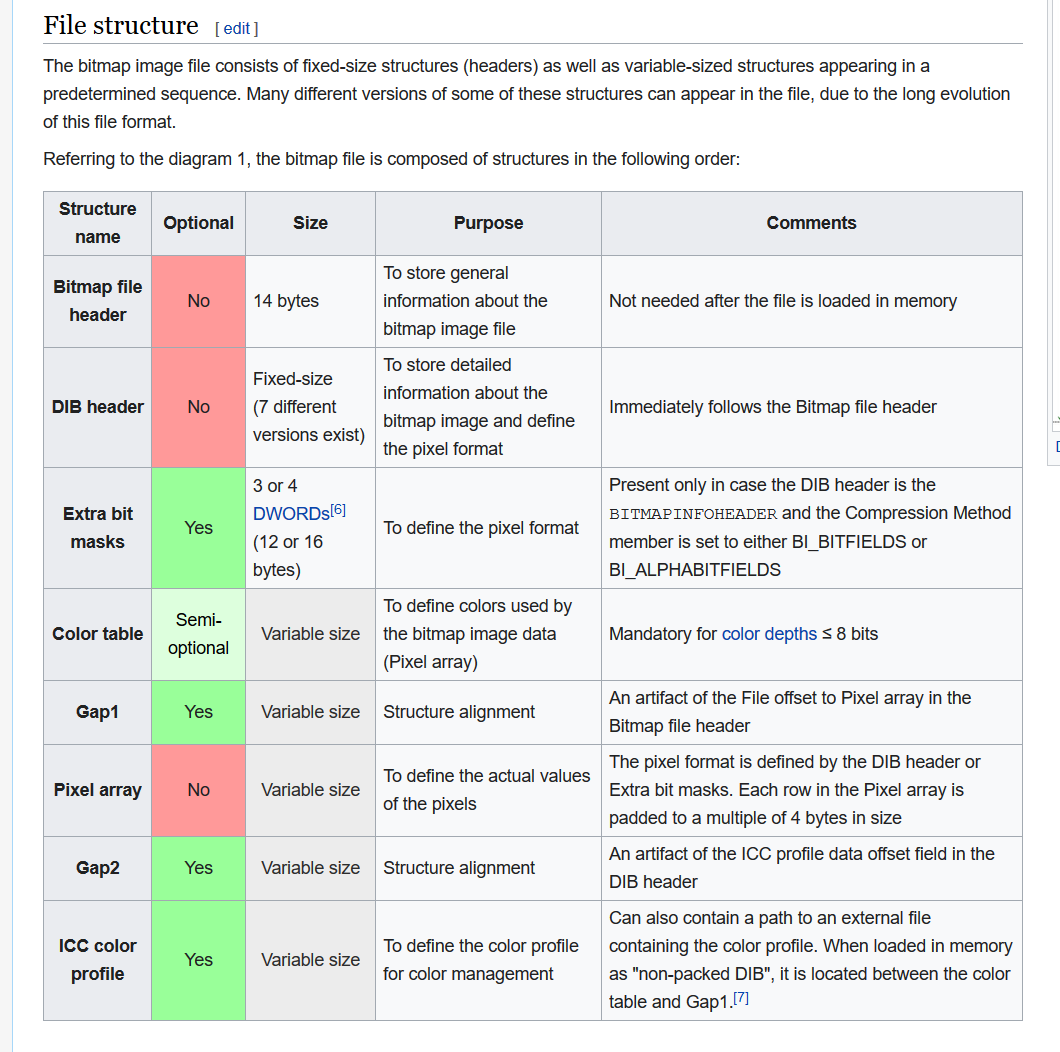 File structure [ edit ]
The bitmap image file consists of fixed-size structures (headers) as well as variable-sized structures appearing in a
predetermined sequence. Many different versions of some of these structures can appear in the file, due to the long evolution
of this file format.
Referring to the diagram 1, the bitmap file is composed of structures in the following order:
Structure
name
Optional
Size
Purpose
Comments
Bitmap file
header
No
14 bytes
To store general
information about the
bitmap image file
Not needed after the file is loaded in memory
DIB header
No
Fixed-size
(7 different
versions exist)
To store detailed
information about the
bitmap image and define
the pixel format
Immediately follows the Bitmap file header
Extra bit
masks
Yes
3 or 4
DWORDs[6]
(12 or 16
bytes)
To define the pixel format
Present only in case the DIB header is the
BITMAPINFOHEADER and the Compression Method
member is set to either BI_BITFIELDS or
BI_ALPHABITFIELDS
Color table
Semi-
optional
Variable size
To define colors used by
the bitmap image data
(Pixel array)
Mandatory for color depths ≤ 8 bits
Gap1
Yes
Variable size
Structure alignment
An artifact of the File offset to Pixel array in the
Bitmap file header
Pixel array
No
Variable size
To define the actual values
of the pixels
The pixel format is defined by the DIB header or
Extra bit masks. Each row in the Pixel array is
padded to a multiple of 4 bytes in size
Gap2
Yes
Variable size
Structure alignment
An artifact of the ICC profile data offset field in the
DIB header
ICC color
profile
Yes
Variable size
To define the color profile
for color management
Can also contain a path to an external file
containing the color profile. When loaded in memory
as "non-packed DIB", it is located between the color
table and Gap1.[7]